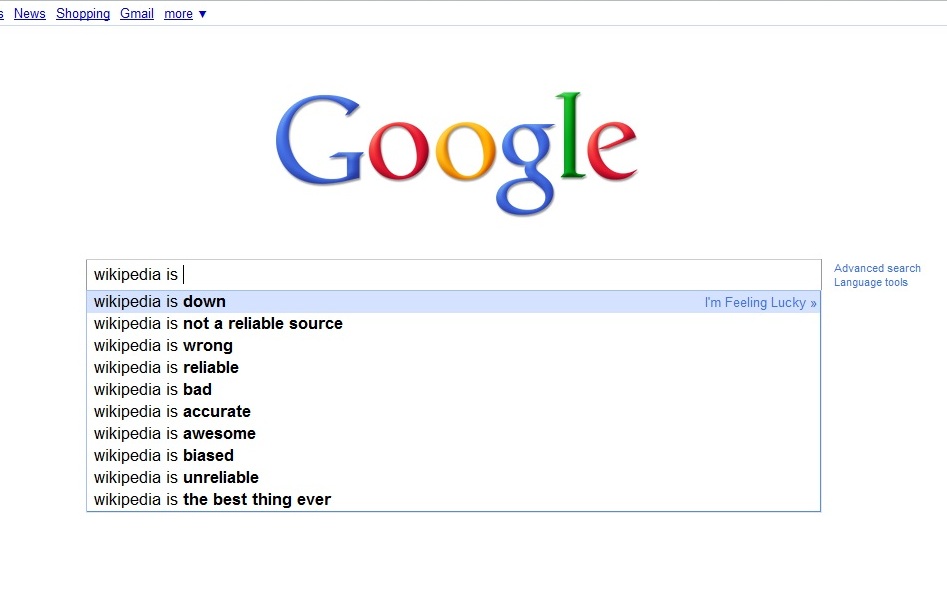 s News Shopping Gmail more ▼
Google
wikipedia is
Advanced search
Language tools
wikipedia is down I'm Feeling Lucky »
wikipedia is not a reliable source
wikipedia is wrong
wikipedia is reliable
wikipedia is bad
wikipedia is accurate
wikipedia is awesome
wikipedia is biased
wikipedia is unreliable
wikipedia is the best thing ever